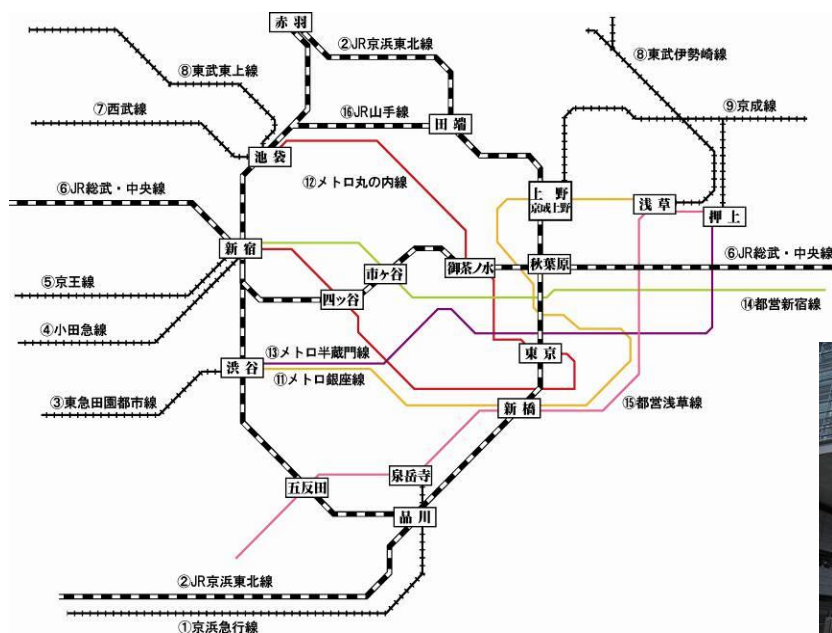 赤羽
②JR京浜東北線
⑧東武伊勢崎線
⑧東武東上線
⑨京成線
⑦西武線
⑯JR山手線
田端
池袋
⑫メトロ丸の内線
上野
京成上野
浅草
押上
⑥JR総武・中央線
新宿
市ヶ谷
御茶ノ水
秋葉原
⑥JR総武・中央線
⑤京王線
四ッ谷
⑭都営新宿線
④小田急線
⑬メトロ半蔵門線
東京
渋谷
⑪メトロ銀座線
③東急田園都市線
新橋
⑮都営浅草線
泉岳寺
五反田
品川
②JR京浜東北線
①京浜急行線